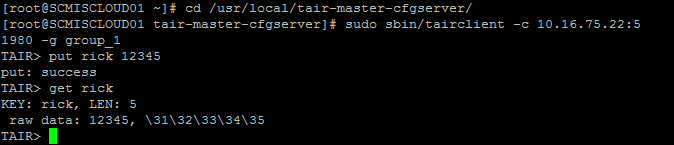 [root@SCMISCLOUD01 ~]# cd /usr/local/tair-master-cfgserver/
[root@SCMISCLOUD01 tair-master-cfgserver]# sudo sbin/tairclient -c 10.16.75.22:5
1980 -g group_1
TAIR> put rick 12345
put: success
TAIR> get rick
KEY: rick, LEN: 5
 raw data: 12345, \31\32\33\34\35
TAIR>